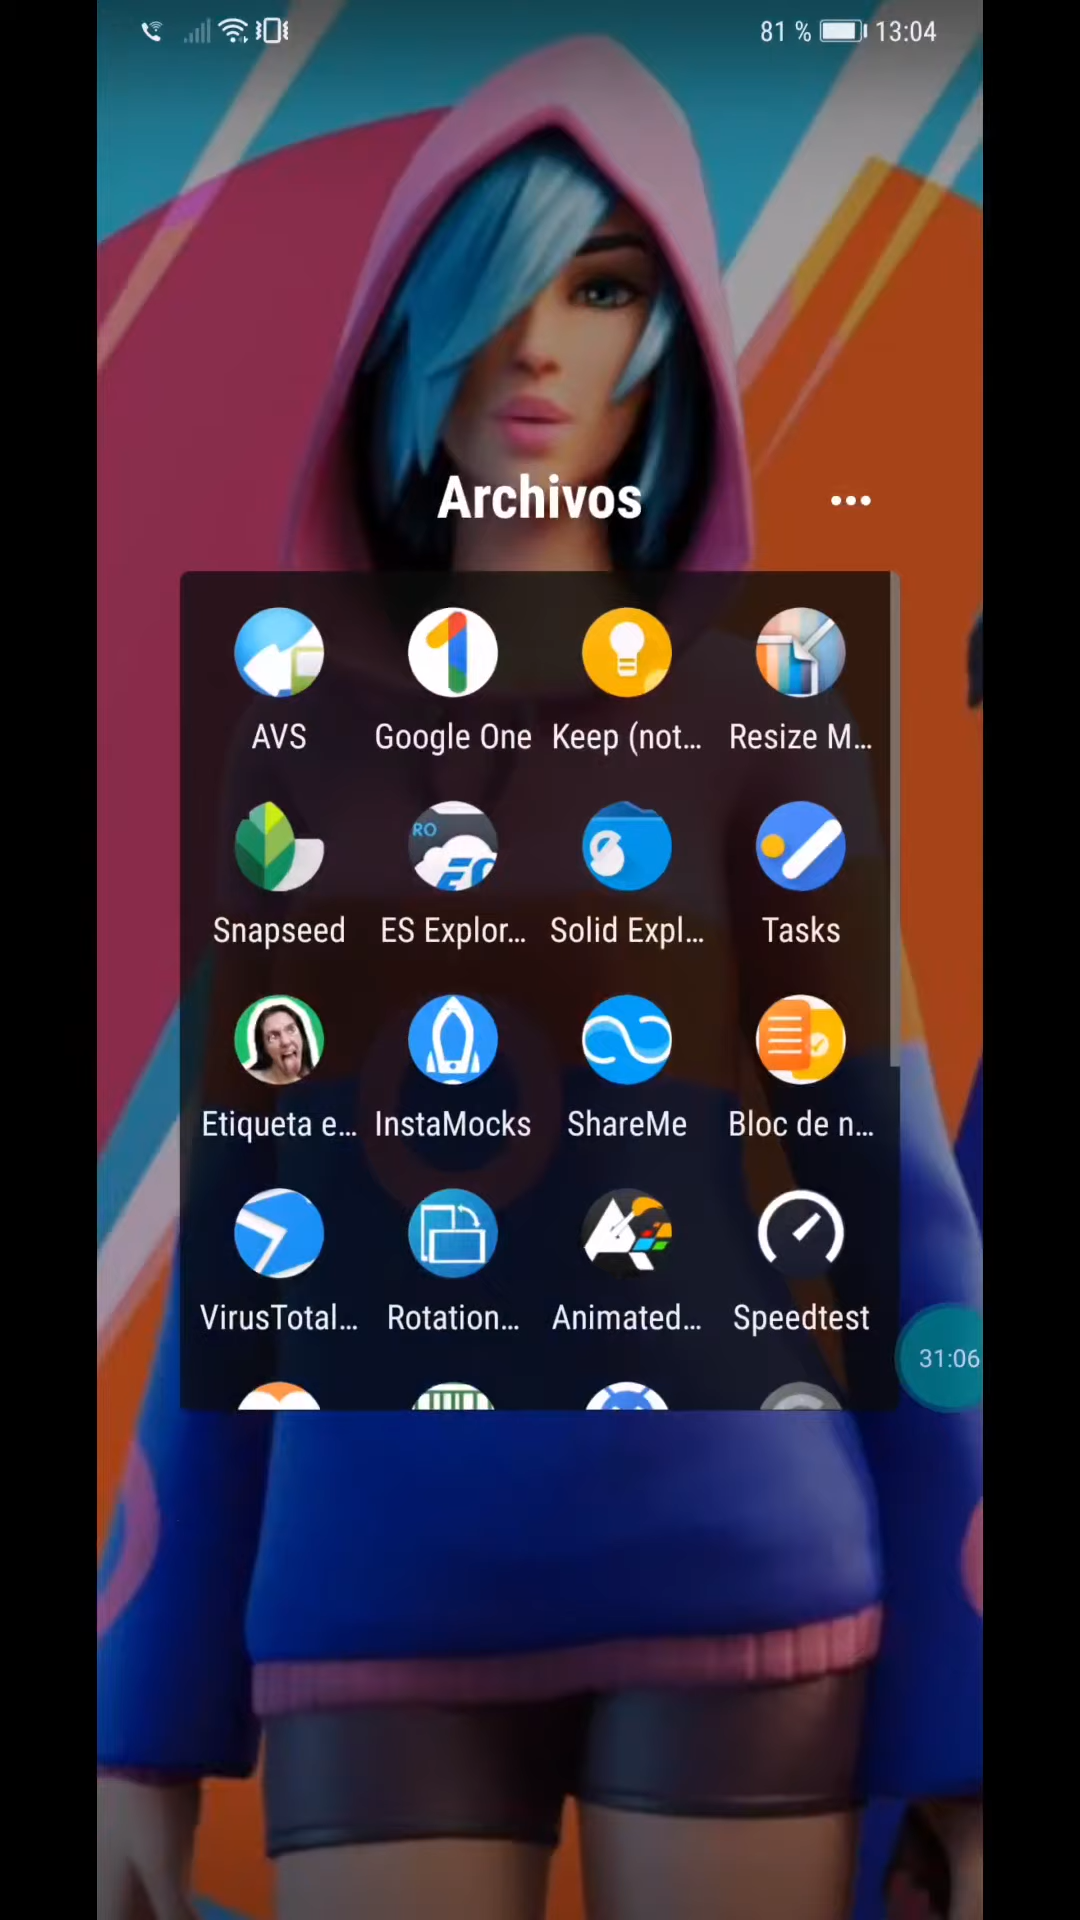 81 % 13:04
Archivos
AVS Google One Keep (not... Resize M...
RO
Snapseed ES Explor... Solid Expl... Tasks
Etiqueta e... InstaMocks ShareMe Bloc de n...
VirusTotal... Rotation... Animated... Speedtest
31:06